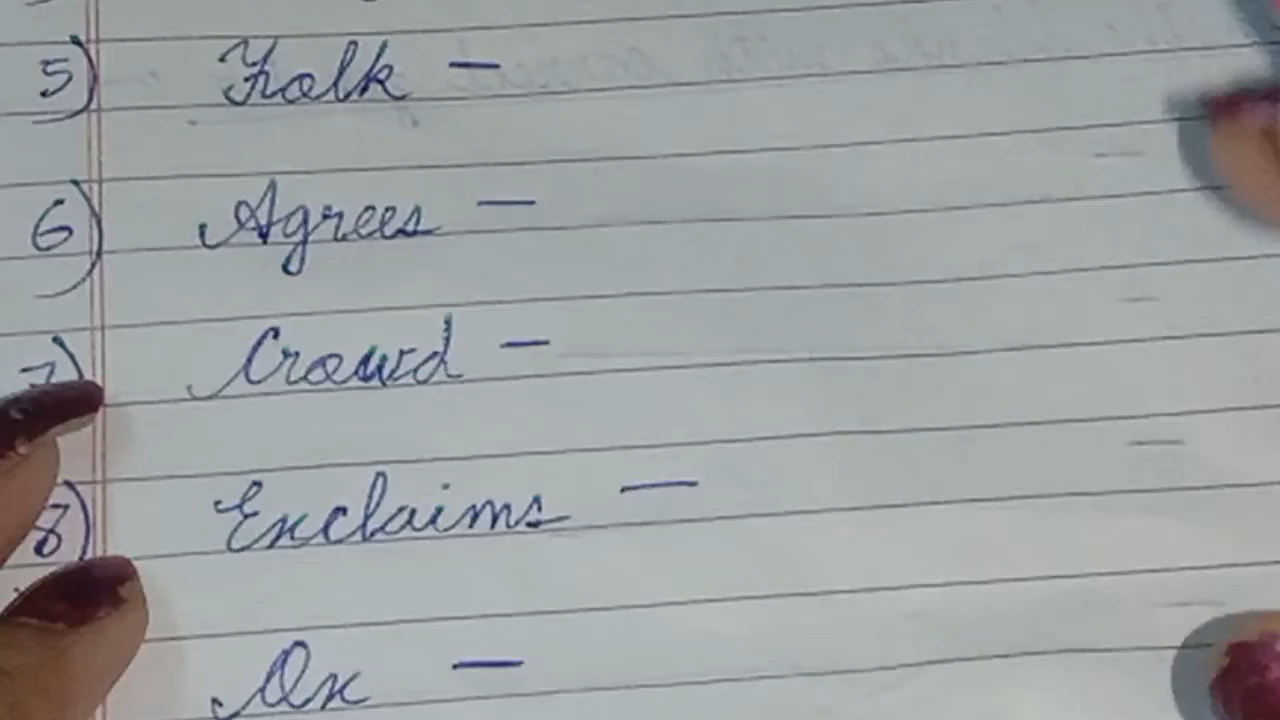 5) Folk –
6) Agrees –
7) Crowd –
8) Exclaims –
Ox –